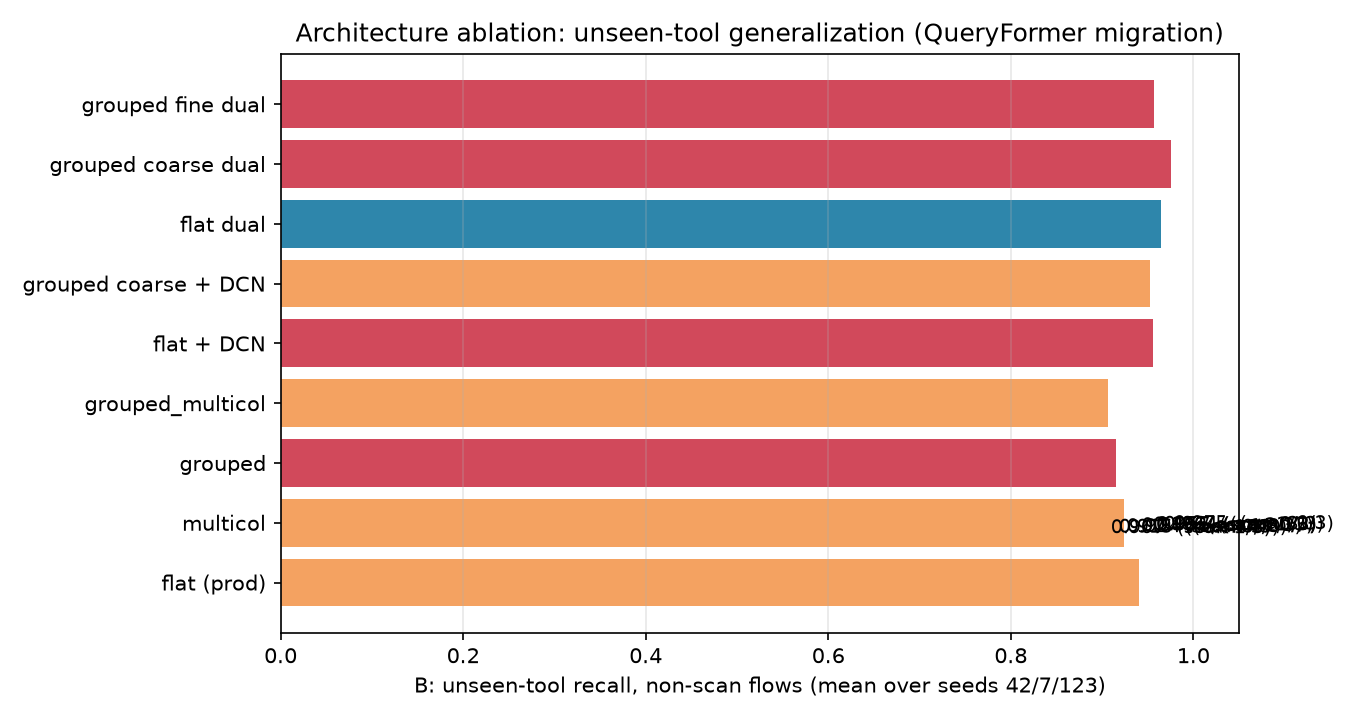 Architecture ablation: unseen-tool generalization (QueryFormer migration)
grouped fine dual
grouped coarse dual
flat dual
grouped coarse + DCN
flat + DCN
grouped_multicol
grouped
multicol
flat (prod)
0.0 0.2 0.4 0.6 0.8 1.0
B: unseen-tool recall, non-scan flows (mean over seeds 42/7/123)